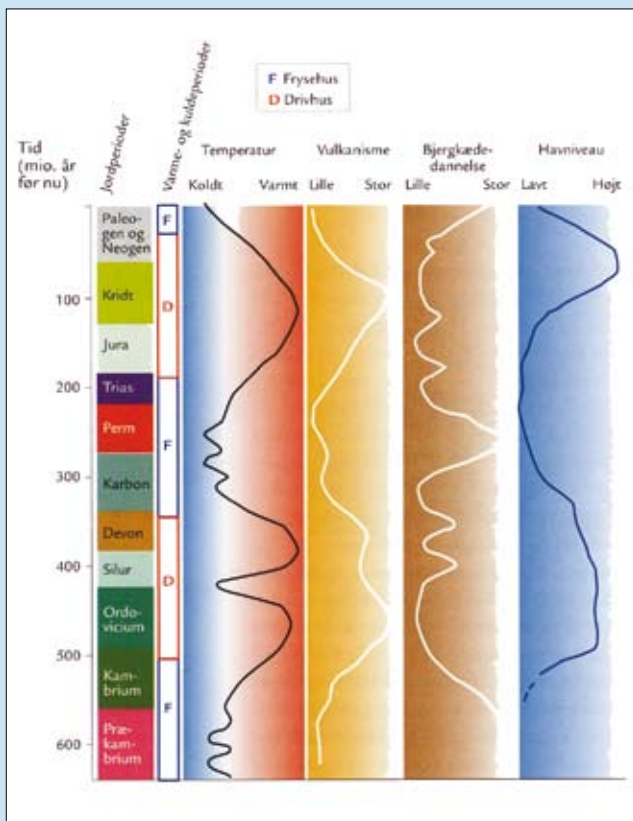 F Frysehus
D Drivhus
Tid
(mio. år
før nu)
Jordperioder
Varme- og kuldeperioder
Temperatur
Koldt Varmt
Vulkanisme
Lille Stor
Bjergkæde-
dannelse
Lille Stor
Havniveau
Lavt Højt
100
200
300
400
500
600
Paleo-
gen og
Neogen
Kridt
Jura
Trias
Perm
Karbon
Devon
Silur
Ordo-
vicium
Kam-
brium
Præ-
kam-
brium
F
D
F
D
F